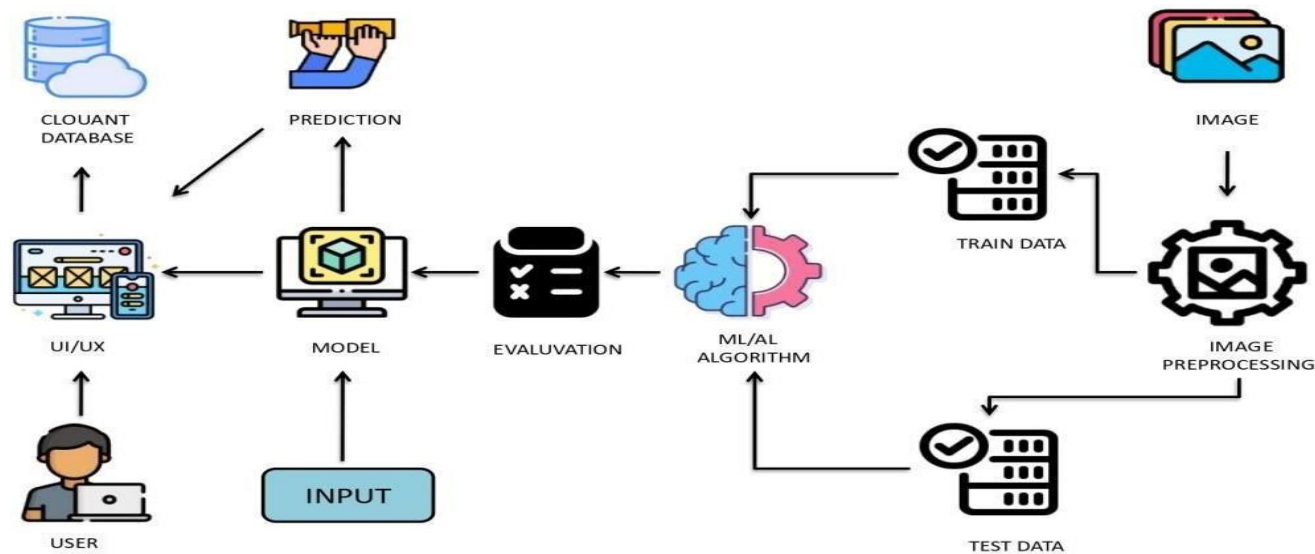 CLOUANT
DATABASE
PREDICTION
IMAGE
TRAIN DATA
UI/UX
MODEL
EVALUVATION
ML/AL
ALGORITHM
IMAGE
PREPROCESSING
INPUT
USER
TEST DATA